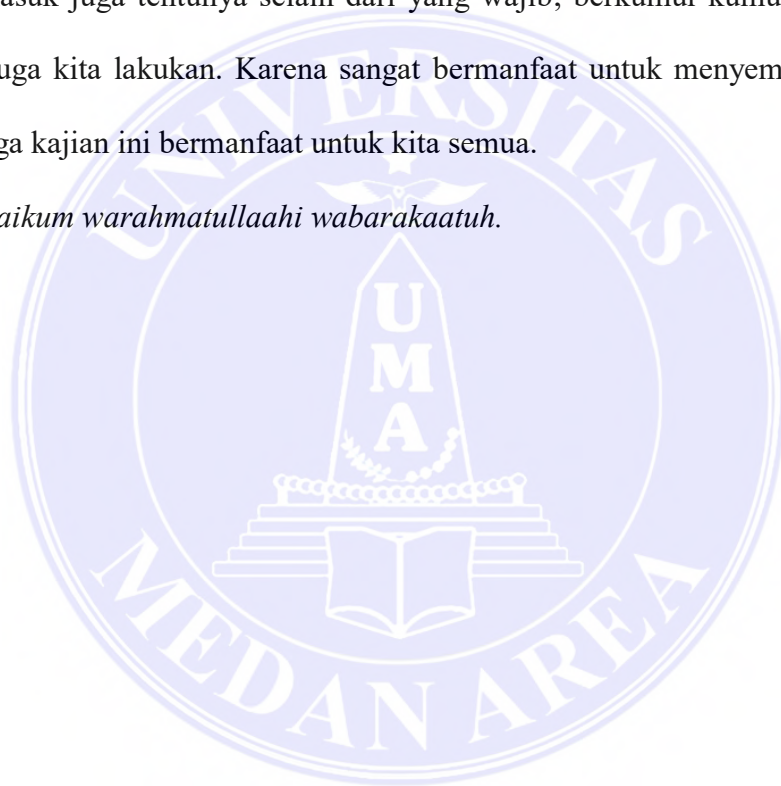 juga tentunya selain dari yang wajib, berkumur
kita lakukan. Karena sangat bermanfaat untuk
kajian ini bermanfaat untuk kita semua.
warahmatullaahi wabarakaatuh.
UNIVERSITAS
UMA
MEDAN AREA